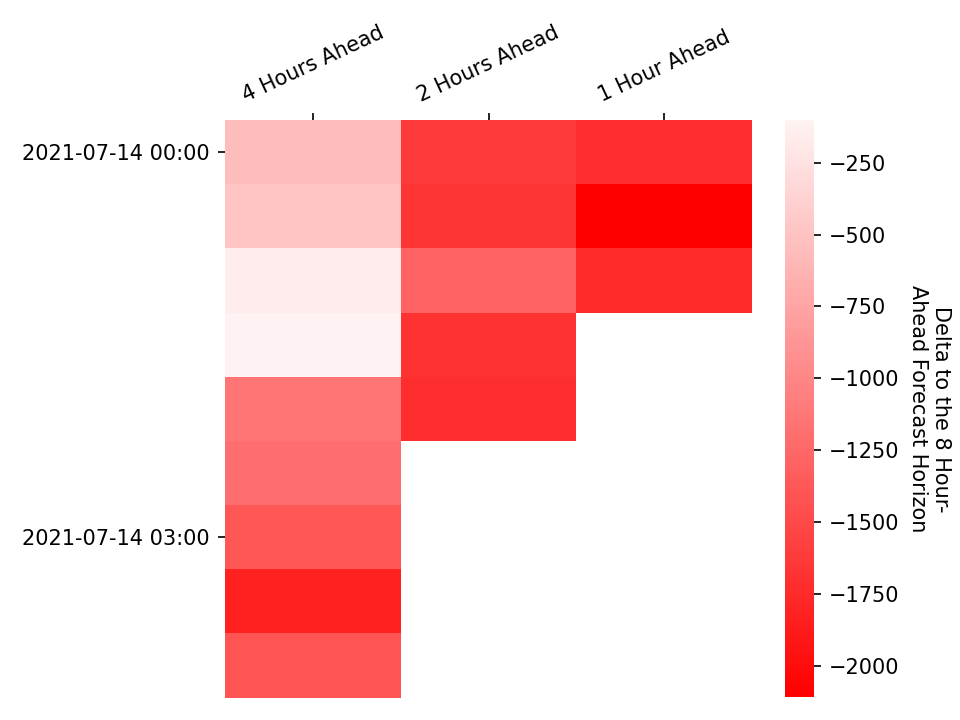 4 Hours Ahead
2 Hours Ahead
1 Hour Ahead
2021-07-14 00:00
2021-07-14 03:00
−250
−500
−750
−1000
−1250
−1500
−1750
−2000
Delta to the 8 Hour-
Ahead Forecast Horizon